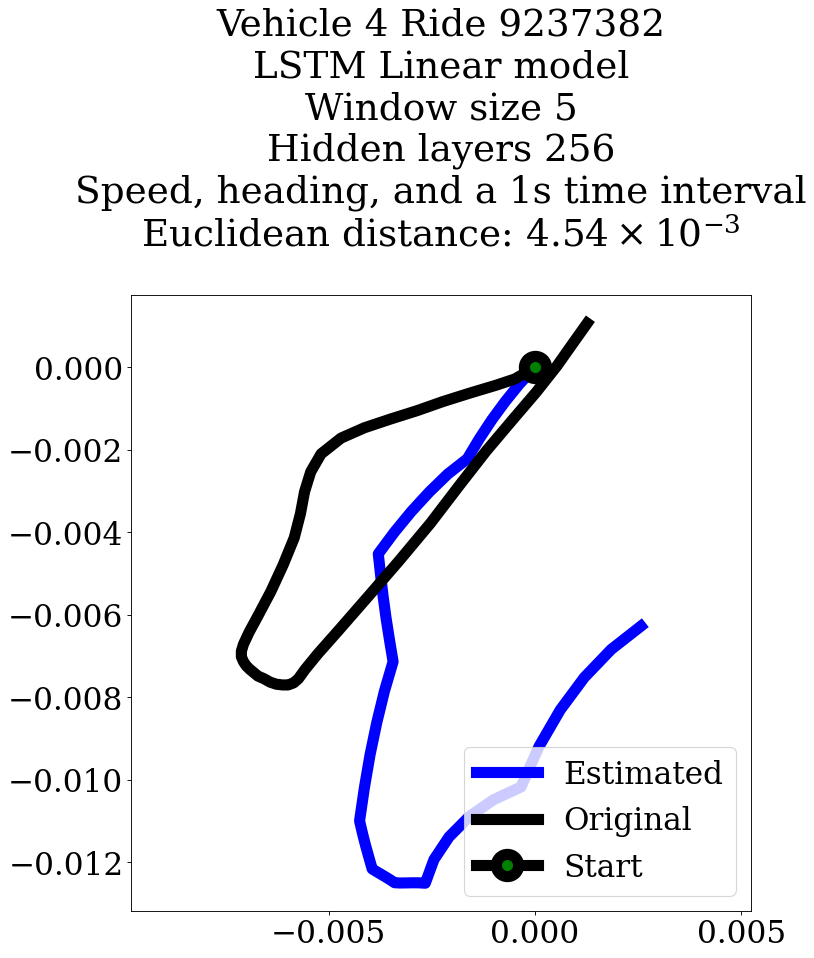 Vehicle 4 Ride 9237382
LSTM Linear model
Window size 5
Hidden layers 256
Speed, heading, and a 1s time interval
Euclidean distance: 4.54 × 10⁻³
0.000
−0.002
−0.004
−0.006
−0.008
−0.010
−0.012
Estimated
Original
Start
−0.005
0.000
0.005